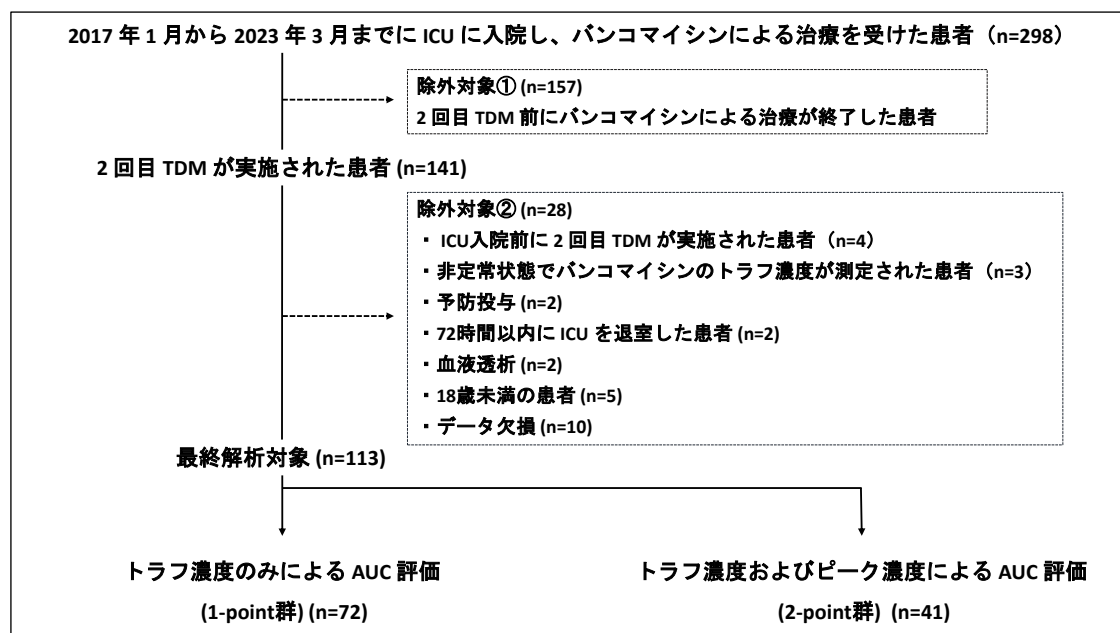 2017 年 1 月から 2023 年 3 月までに ICU に入院し、バンコマイシンによる治療を受けた患者（n=298）
除外対象① (n=157)
2 回目 TDM 前にバンコマイシンによる治療が終了した患者
2 回目 TDM が実施された患者 (n=141)
除外対象② (n=28)
・ ICU入院前に 2 回目 TDM が実施された患者（n=4）
・非定常状態でバンコマイシンのトラフ濃度が測定された患者（n=3）
・予防投与 (n=2)
・72時間以内に ICU を退室した患者 (n=2)
・血液透析 (n=2)
・18歳未満の患者 (n=5)
・データ欠損 (n=10)
最終解析対象 (n=113)
トラフ濃度のみによる AUC 評価
(1-point群) (n=72)
トラフ濃度およびピーク濃度による AUC 評価
(2-point群) (n=41)